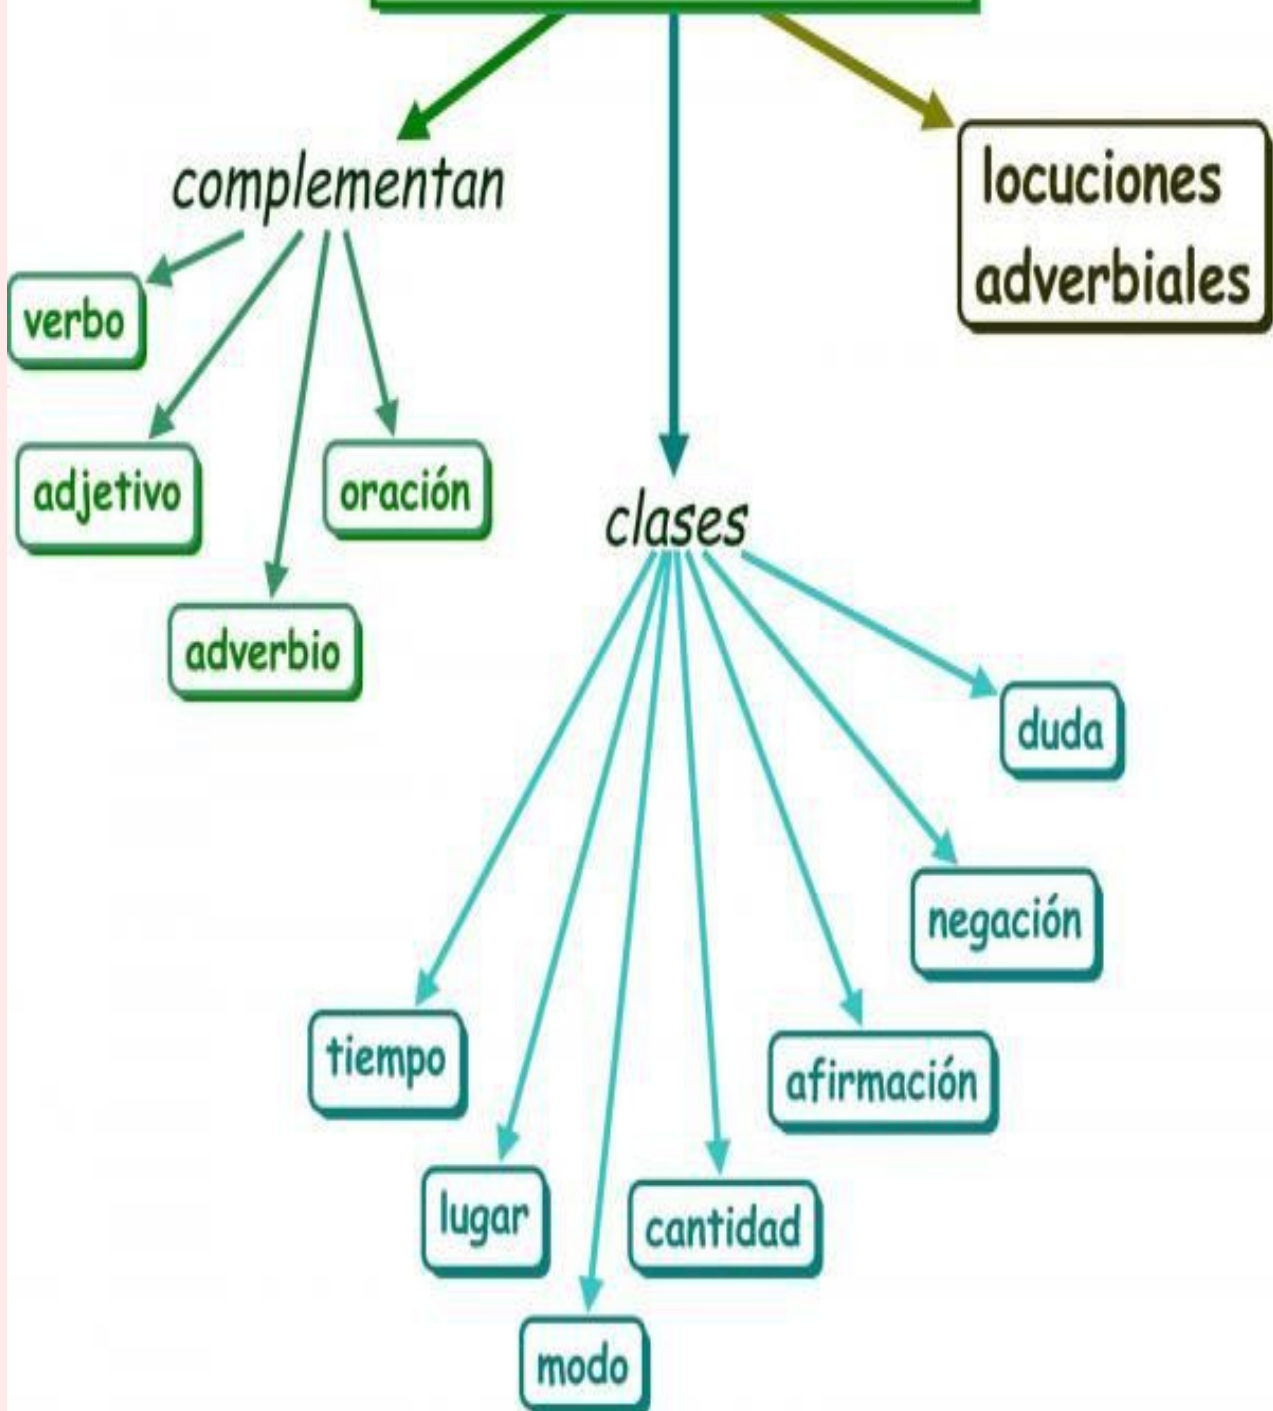 complementan
verbo
adjetivo
oración
adverbio
locuciones
adverbiales
clases
duda
negación
afirmación
tiempo
lugar
cantidad
modo